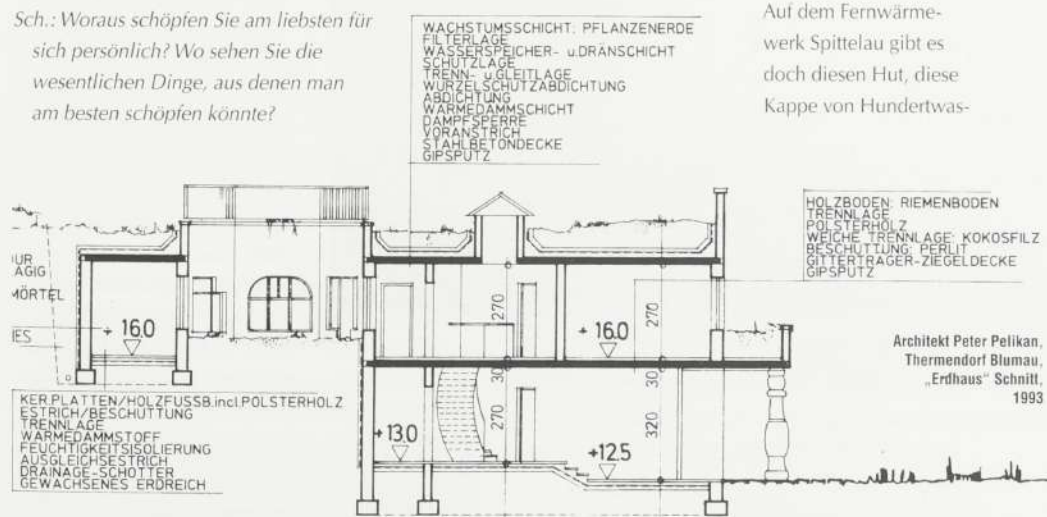 Sch.: Woraus schöpfen Sie am liebsten für
sich persönlich? Wo sehen Sie die
wesentlichen Dinge, aus denen man
am besten schöpfen könnte?
WACHSTUMSSCHICHT: PFLANZENERDE
FILTERLAGE
WASSERSPEICHER- u.DRÄNSCHICHT
SCHUTZLAGE
TRENN- u.GLEITLAGE
WURZELSCHUTZABDICHTUNG
ABDICHTUNG
WÄRMEDÄMMSCHICHT
DAMPFSPERRE
VORANSTRICH
STAHLBETONDECKE
GIPSPUTZ
Auf dem Fernwärme-
werk Spittelau gibt es
doch diesen Hut, diese
Kappe von Hundertwas-
HOLZBODEN: RIEMENBODEN
TRENNLAGE
POLSTERHOLZ
WEICHE TRENNLAGE: KOKOSFILZ
BESCHÜTTUNG: PERLIT
GITTERTRÄGER-ZIEGELDECKE
GIPSPUTZ
UR
AGIG
MÖRTEL
IES
+ 16.0
270
+ 16.0
270
30
30
+ 13.0
270
+12.5
320
Architekt Peter Pelikan,
Thermendorf Blumau,
„Erdhaus“ Schnitt,
1993
KER.PLATTEN/HOLZFUSSB.incl.POLSTERHOLZ
ESTRICH/BESCHÜTTUNG
TRENNLAGE
WÄRMEDÄMMSTOFF
FEUCHTIGKEITSISOLIERUNG
AUSGLEICHSESTRICH
DRAINAGE-SCHOTTER
GEWACHSENES ERDREICH